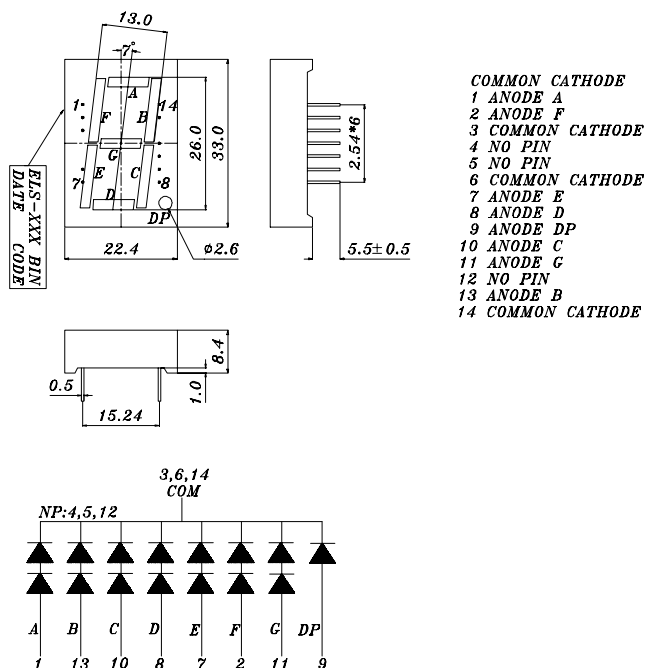 13.0
7°
1
A
14
F
B
G
E
C
7
D
8
DP
26.0
33.0
22.4
ø2.6
ELS-XXX BIN
DATE CODE
2.54*6
5.5±0.5
COMMON CATHODE
1 ANODE A
2 ANODE F
3 COMMON CATHODE
4 NO PIN
5 NO PIN
6 COMMON CATHODE
7 ANODE E
8 ANODE D
9 ANODE DP
10 ANODE C
11 ANODE G
12 NO PIN
13 ANODE B
14 COMMON CATHODE
0.5
15.24
1.0
8.4
3,6,14
COM
NP:4,5,12
A B C D E F G DP
1 13 10 8 7 2 11 9